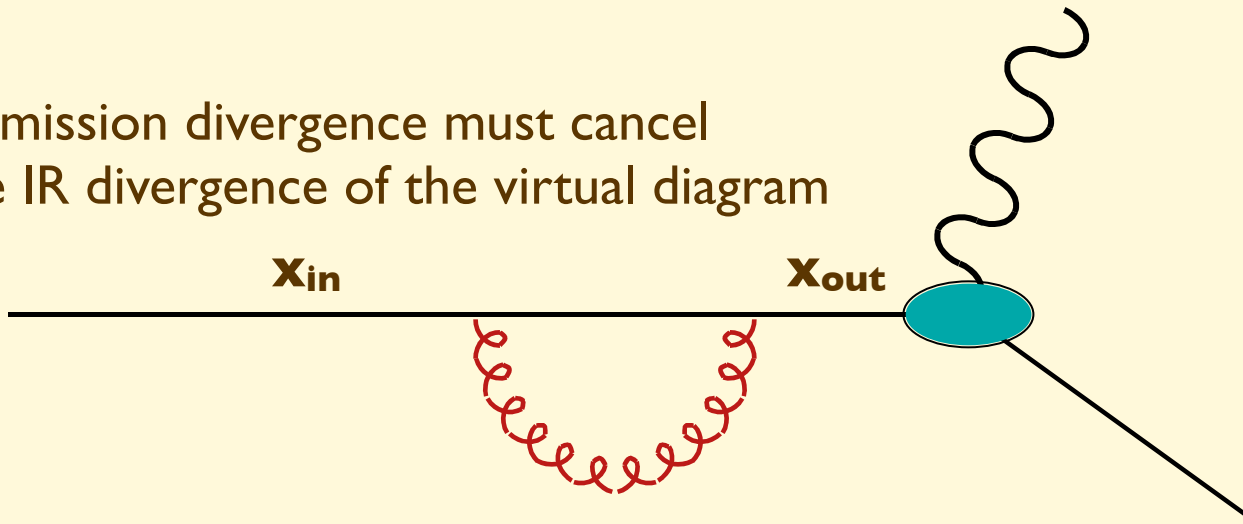 mission divergence must cancel
e IR divergence of the virtual diagram
xin xout